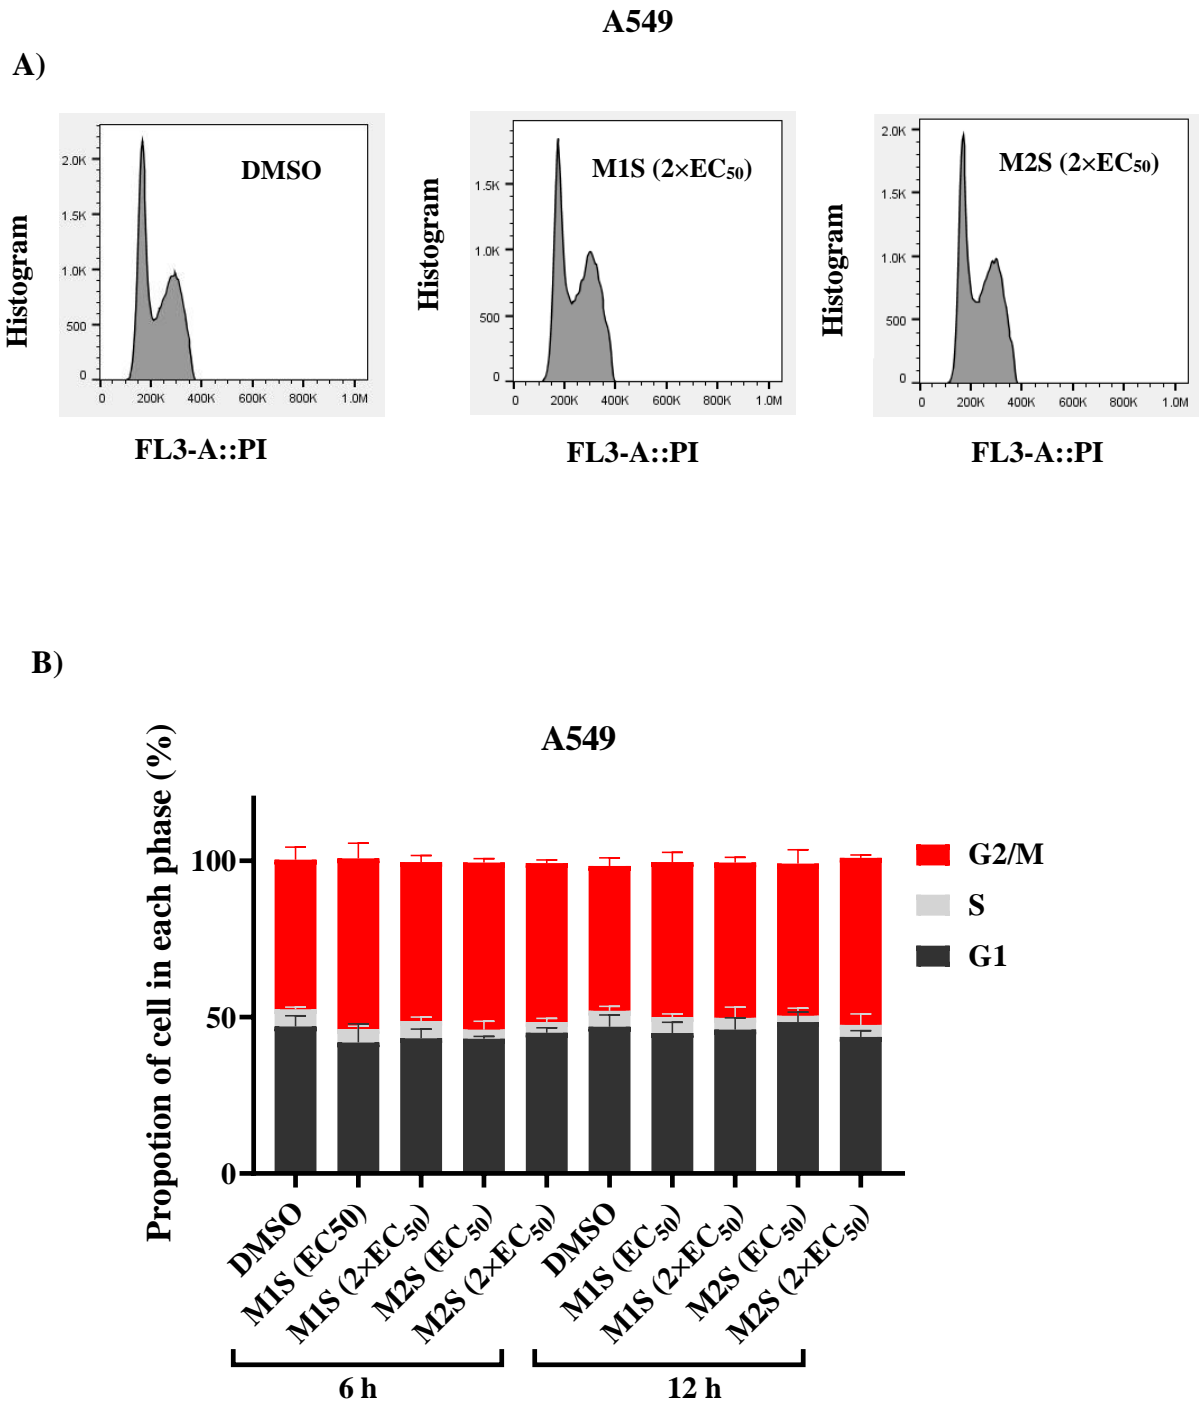 A549
A)
DMSO
2.0K
1.5K
1.0K
500
0
0 200K 400K 600K 800K 1.0M
Histogram
FL3-A::PI
M1S (2×EC₅₀)
1.5K
1.0K
500
0
0 200K 400K 600K 800K 1.0M
Histogram
FL3-A::PI
M2S (2×EC₅₀)
2.0K
1.5K
1.0K
500
0
0 200K 400K 600K 800K 1.0M
Histogram
FL3-A::PI
B)
A549
Propotion of cell in each phase (%)
100
50
0
G2/M
S
G1
DMSO
M1S (EC50)
M1S (2×EC₅₀)
M2S (EC₅₀)
M2S (2×EC₅₀)
DMSO
M1S (EC₅₀)
M1S (2×EC₅₀)
M2S (EC₅₀)
M2S (2×EC₅₀)
6 h
12 h